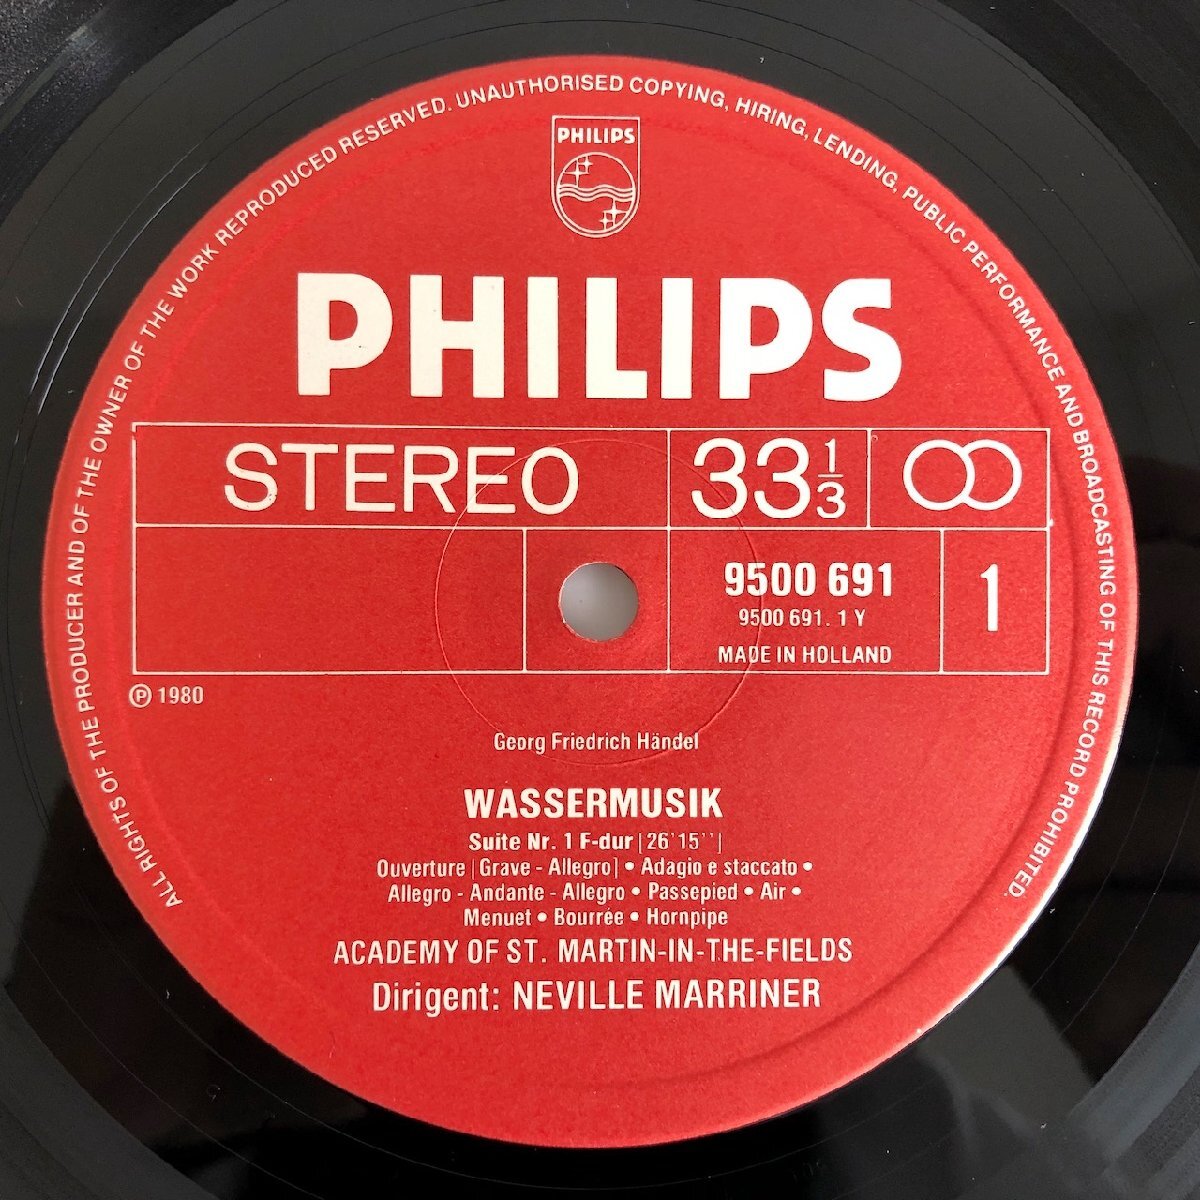 ALL RIGHTS OF THE PRODUCER AND OF THE OWNER OF THE WORK REPRODUCED RESERVED. UNAUTHORISED COPYING, HIRING, LENDING, PUBLIC PERFORMANCE AND BROADCASTING OF THIS RECORD PROHIBITED.
PHILIPS
PHILIPS
STEREO 33 1/3
9500 691 1
9500 691. 1 Y
MADE IN HOLLAND
Ⓟ 1980
Georg Friedrich Händel
WASSERMUSIK
Suite Nr. 1 F-dur [26'15'']
Ouverture [Grave - Allegro] • Adagio e staccato •
Allegro - Andante - Allegro • Passepied • Air •
Menuet • Bourrée • Hornpipe
ACADEMY OF ST. MARTIN-IN-THE-FIELDS
Dirigent: NEVILLE MARRINER